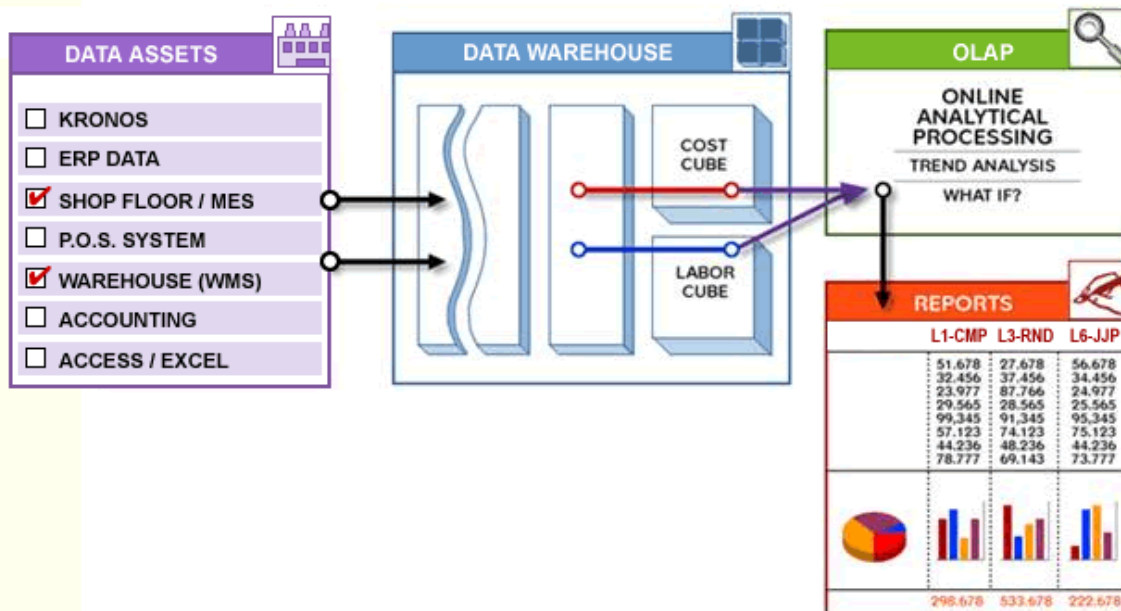 DATA ASSETS
KRONOS
ERP DATA
SHOP FLOOR / MES
P.O.S. SYSTEM
WAREHOUSE (WMS)
ACCOUNTING
ACCESS / EXCEL
DATA WAREHOUSE
COST
CUBE
LABOR
CUBE
OLAP
ONLINE
ANALYTICAL
PROCESSING
TREND ANALYSIS
WHAT IF?
REPORTS
L1-CMP L3-RND L6-JJP
51.678 27.678 56.678
32.456 37.456 34.456
23.977 87.766 24.977
29.565 28.565 25.565
99,345 91,345 95,345
57.123 74.123 75.123
44.236 48.236 44.236
78.777 69.143 73.777
298.678 533.678 222.678